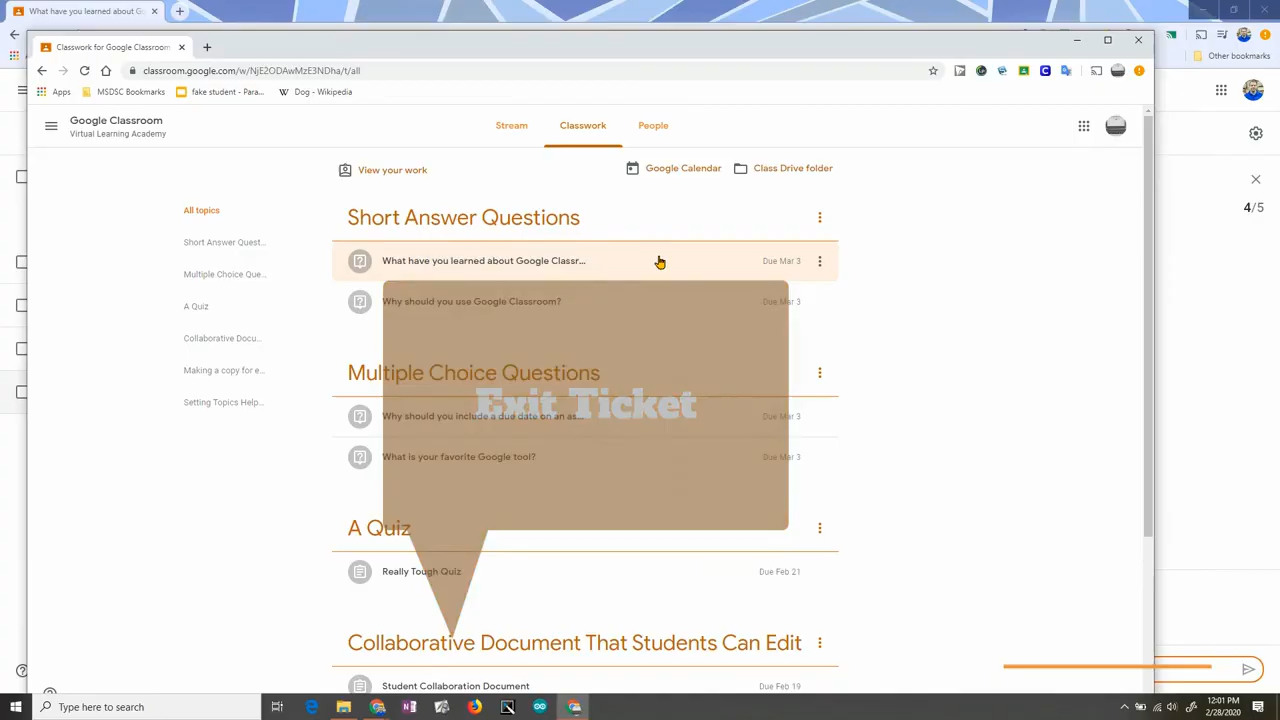 What have you learned about G
Other bookmarks
Classwork for Google Classroom
classroom.google.com/w/NjE2ODAwMzE3NDha/t/all
Apps
MSDSC Bookmarks
fake student - Para...
Dog - Wikipedia
Google Classroom
Virtual Learning Academy
Stream
Classwork
People
View your work
Google Calendar
Class Drive folder
4/5
All topics
Short Answer Quest...
Multiple Choice Que...
A Quiz
Collaborative Docu...
Making a copy for e...
Setting Topics Help...
Short Answer Questions
What have you learned about Google Classr...
Due Mar 3
Why should you use Google Classroom?
Due Mar 3
Multiple Choice Questions
Exit Ticket
Why should you include a due date on an as...
Due Mar 3
What is your favorite Google tool?
Due Mar 3
A Quiz
Really Tough Quiz
Due Feb 21
Collaborative Document That Students Can Edit
Student Collaboration Document
Due Feb 19
Type here to search
12:01 PM
2/28/2020